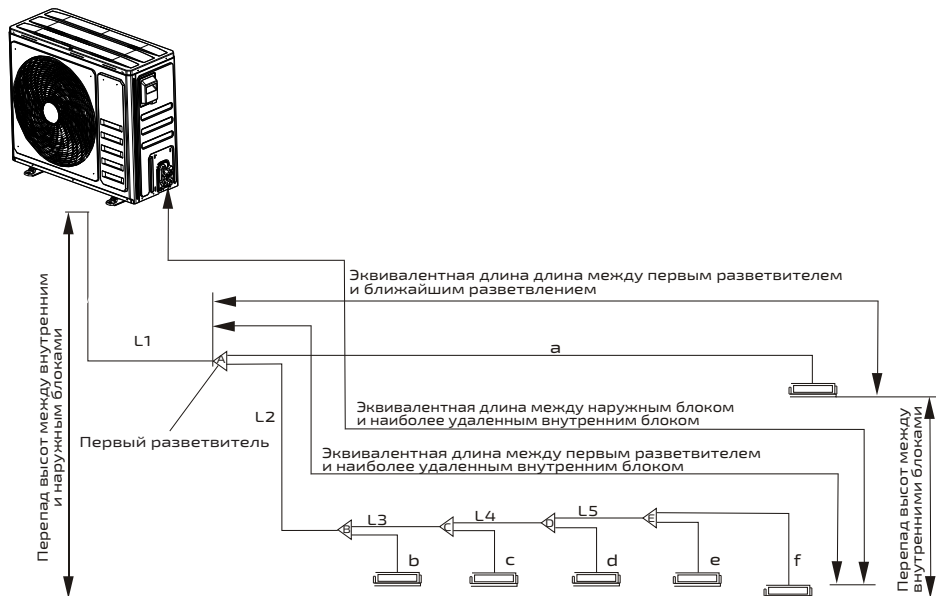 Эквивалентная длина длина между первым разветвителем
и ближайшим разветвлением
Перепад высот между внутренним
и наружным блоками
L1
A
a
L2
Первый разветвитель
Эквивалентная длина между наружным блоком
и наиболее удаленным внутренним блоком
Эквивалентная длина между первым разветвителем
и наиболее удаленным внутренним блоком
Перепад высот между
внутренними блоками
B
L3
C
L4
D
L5
E
b
c
d
e
f